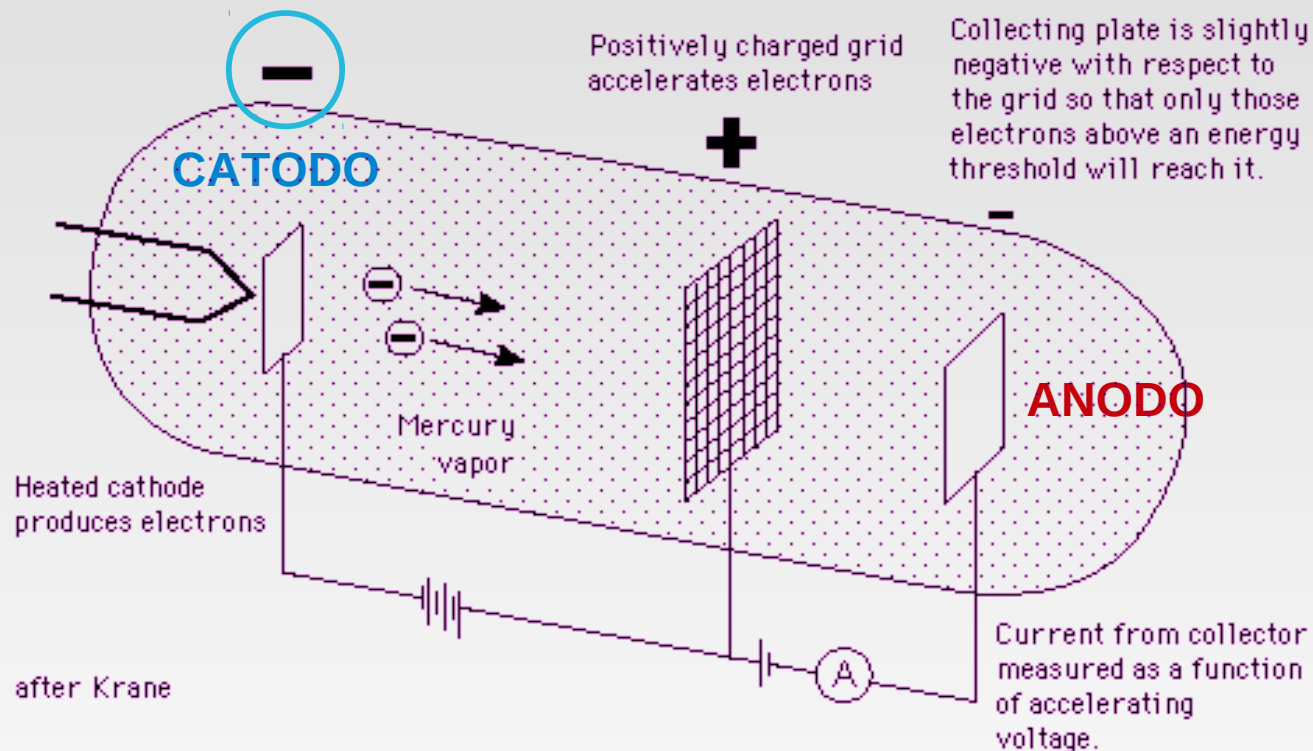 Positively charged grid
accelerates electrons
Collecting plate is slightly
negative with respect to
the grid so that only those
electrons above an energy
threshold will reach it.
CATODO
ANODO
Mercury
vapor
Heated cathode
produces electrons
A
Current from collector
measured as a function
of accelerating
voltage.
after Krane